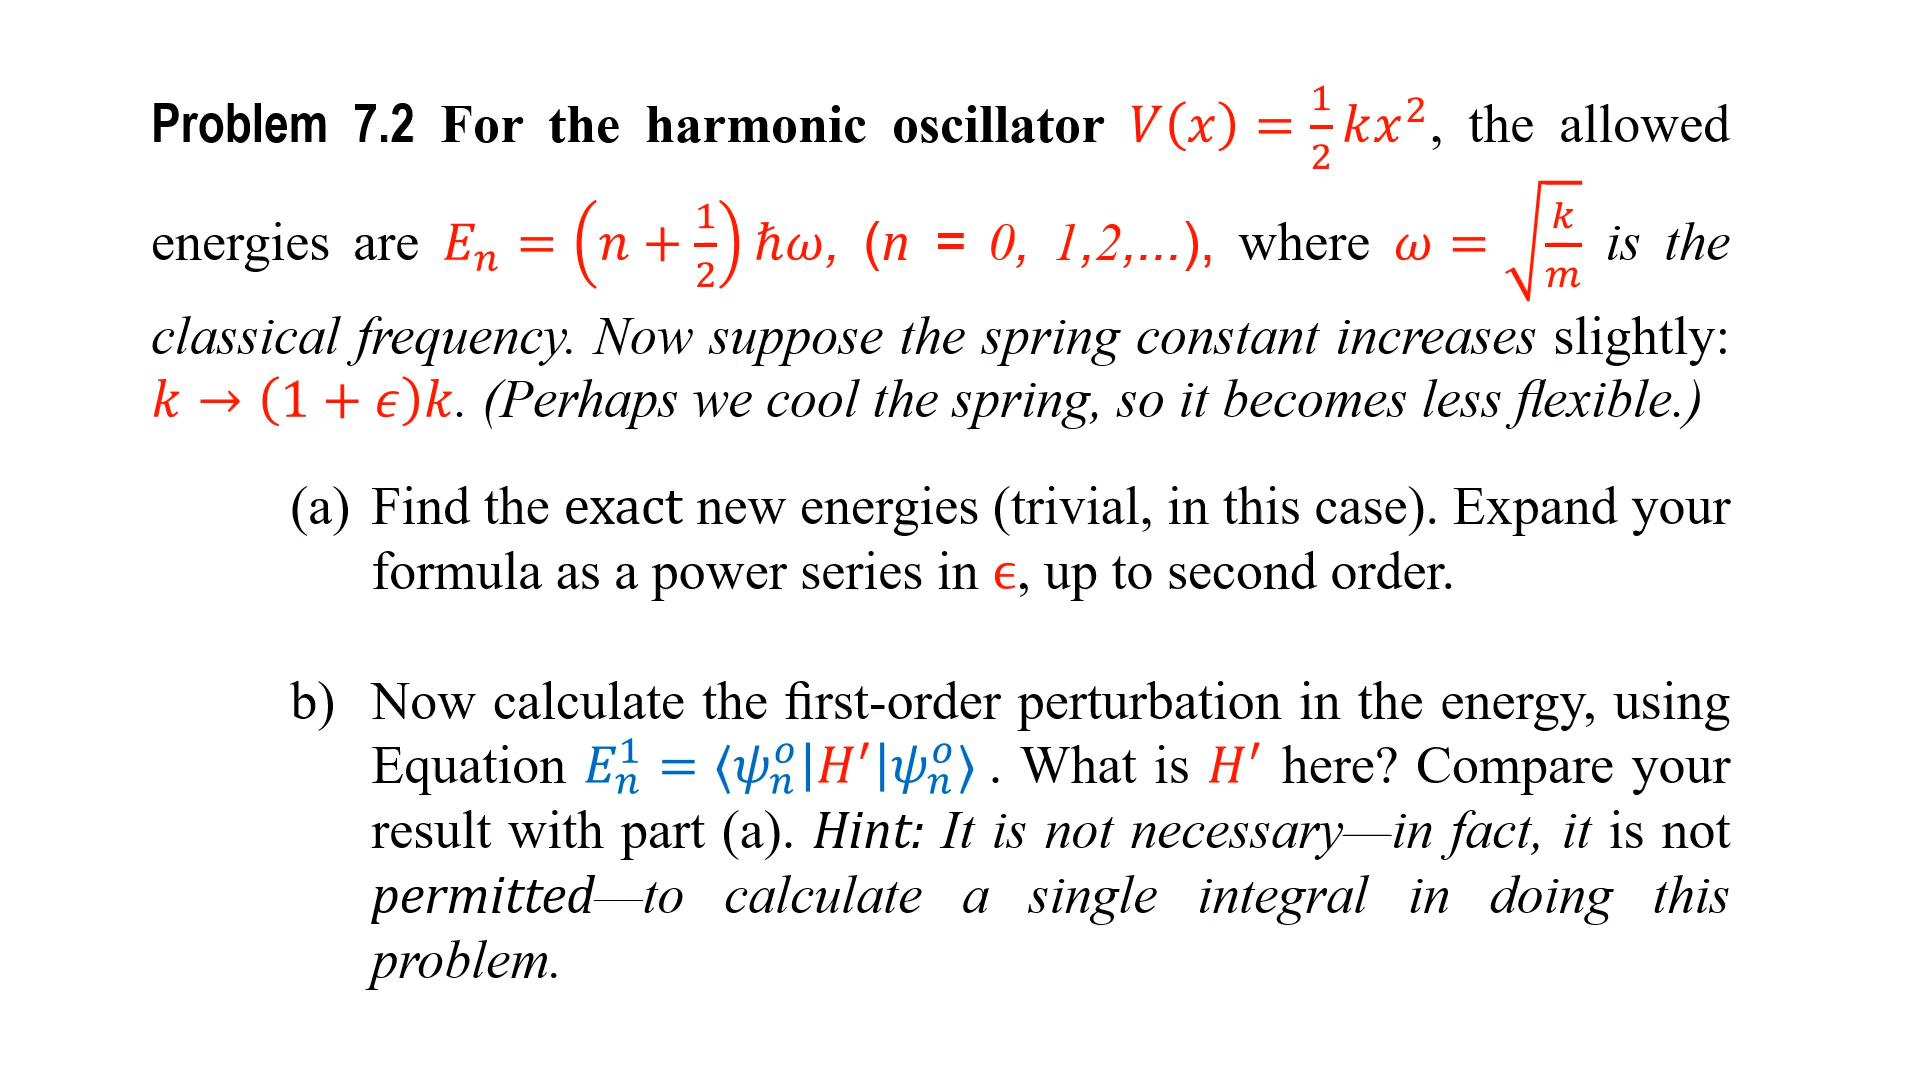 Problem 7.2 For the harmonic oscillator V(x) = ½kx², the allowed
energies are Eₙ = (n + ½) ħω, (n = 0, 1,2,...), where ω = √(k/m) is the
classical frequency. Now suppose the spring constant increases slightly:
k → (1 + ϵ)k. (Perhaps we cool the spring, so it becomes less flexible.)
(a) Find the exact new energies (trivial, in this case). Expand your
formula as a power series in ϵ, up to second order.
b) Now calculate the first-order perturbation in the energy, using
Equation Eₙ¹ = ⟨ψₙᵒ|H′|ψₙᵒ⟩ . What is H′ here? Compare your
result with part (a). Hint: It is not necessary—in fact, it is not
permitted—to calculate a single integral in doing this
problem.